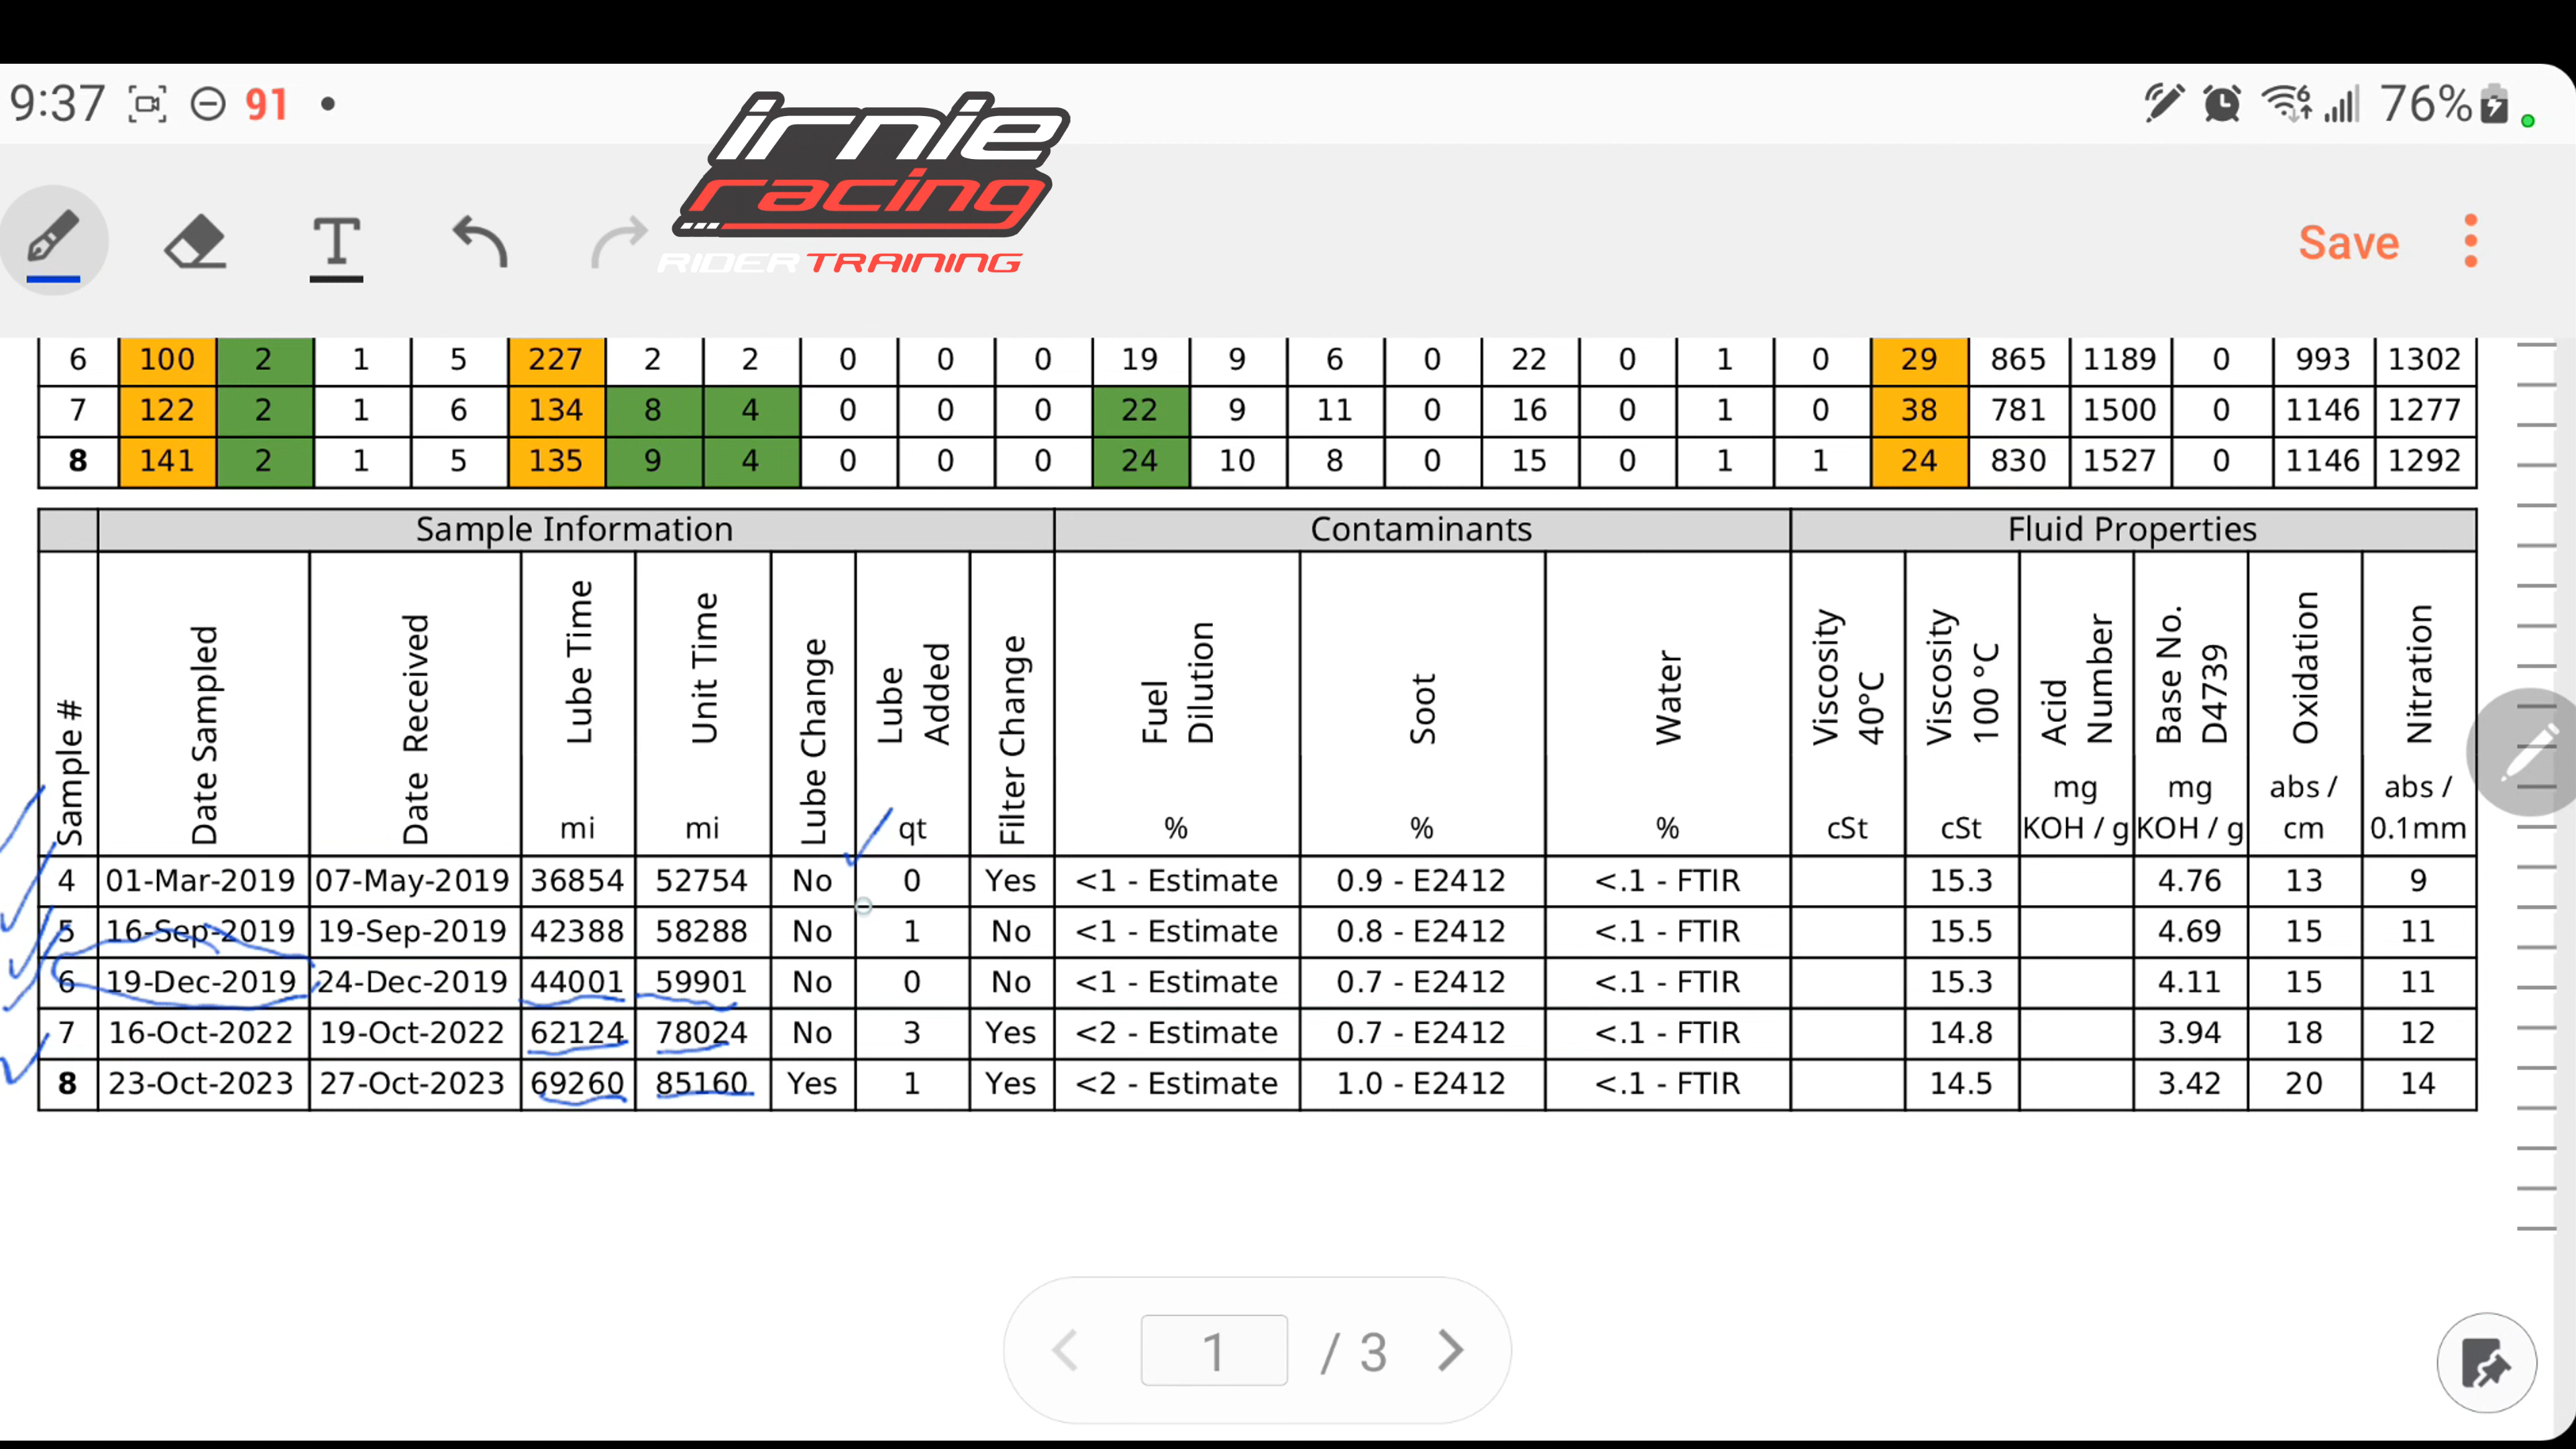 9:37 91 76%
irnie
racing
RIDER TRAINING
T Save
6 100 2 1 5 227 2 2 0 0 0 19 9 6 0 22 0 1 0 29 865 1189 0 993 1302
7 122 2 1 6 134 8 4 0 0 0 22 9 11 0 16 0 1 0 38 781 1500 0 1146 1277
8 141 2 1 5 135 9 4 0 0 0 24 10 8 0 15 0 1 1 24 830 1527 0 1146 1292
Sample Information Contaminants Fluid Properties
Sample # Date Sampled Date Received Lube Time mi Unit Time mi Lube Change Lube Added qt Filter Change Fuel Dilution % Soot % Water % Viscosity 40°C cSt Viscosity 100 °C cSt Acid Number mg KOH / g Base No. D4739 mg KOH / g Oxidation abs / cm Nitration abs / 0.1mm
4 01-Mar-2019 07-May-2019 36854 52754 No 0 Yes <1 - Estimate 0.9 - E2412 <.1 - FTIR 15.3 4.76 13 9
5 16-Sep-2019 19-Sep-2019 42388 58288 No 1 No <1 - Estimate 0.8 - E2412 <.1 - FTIR 15.5 4.69 15 11
6 19-Dec-2019 24-Dec-2019 44001 59901 No 0 No <1 - Estimate 0.7 - E2412 <.1 - FTIR 15.3 4.11 15 11
7 16-Oct-2022 19-Oct-2022 62124 78024 No 3 Yes <2 - Estimate 0.7 - E2412 <.1 - FTIR 14.8 3.94 18 12
8 23-Oct-2023 27-Oct-2023 69260 85160 Yes 1 Yes <2 - Estimate 1.0 - E2412 <.1 - FTIR 14.5 3.42 20 14
1 / 3